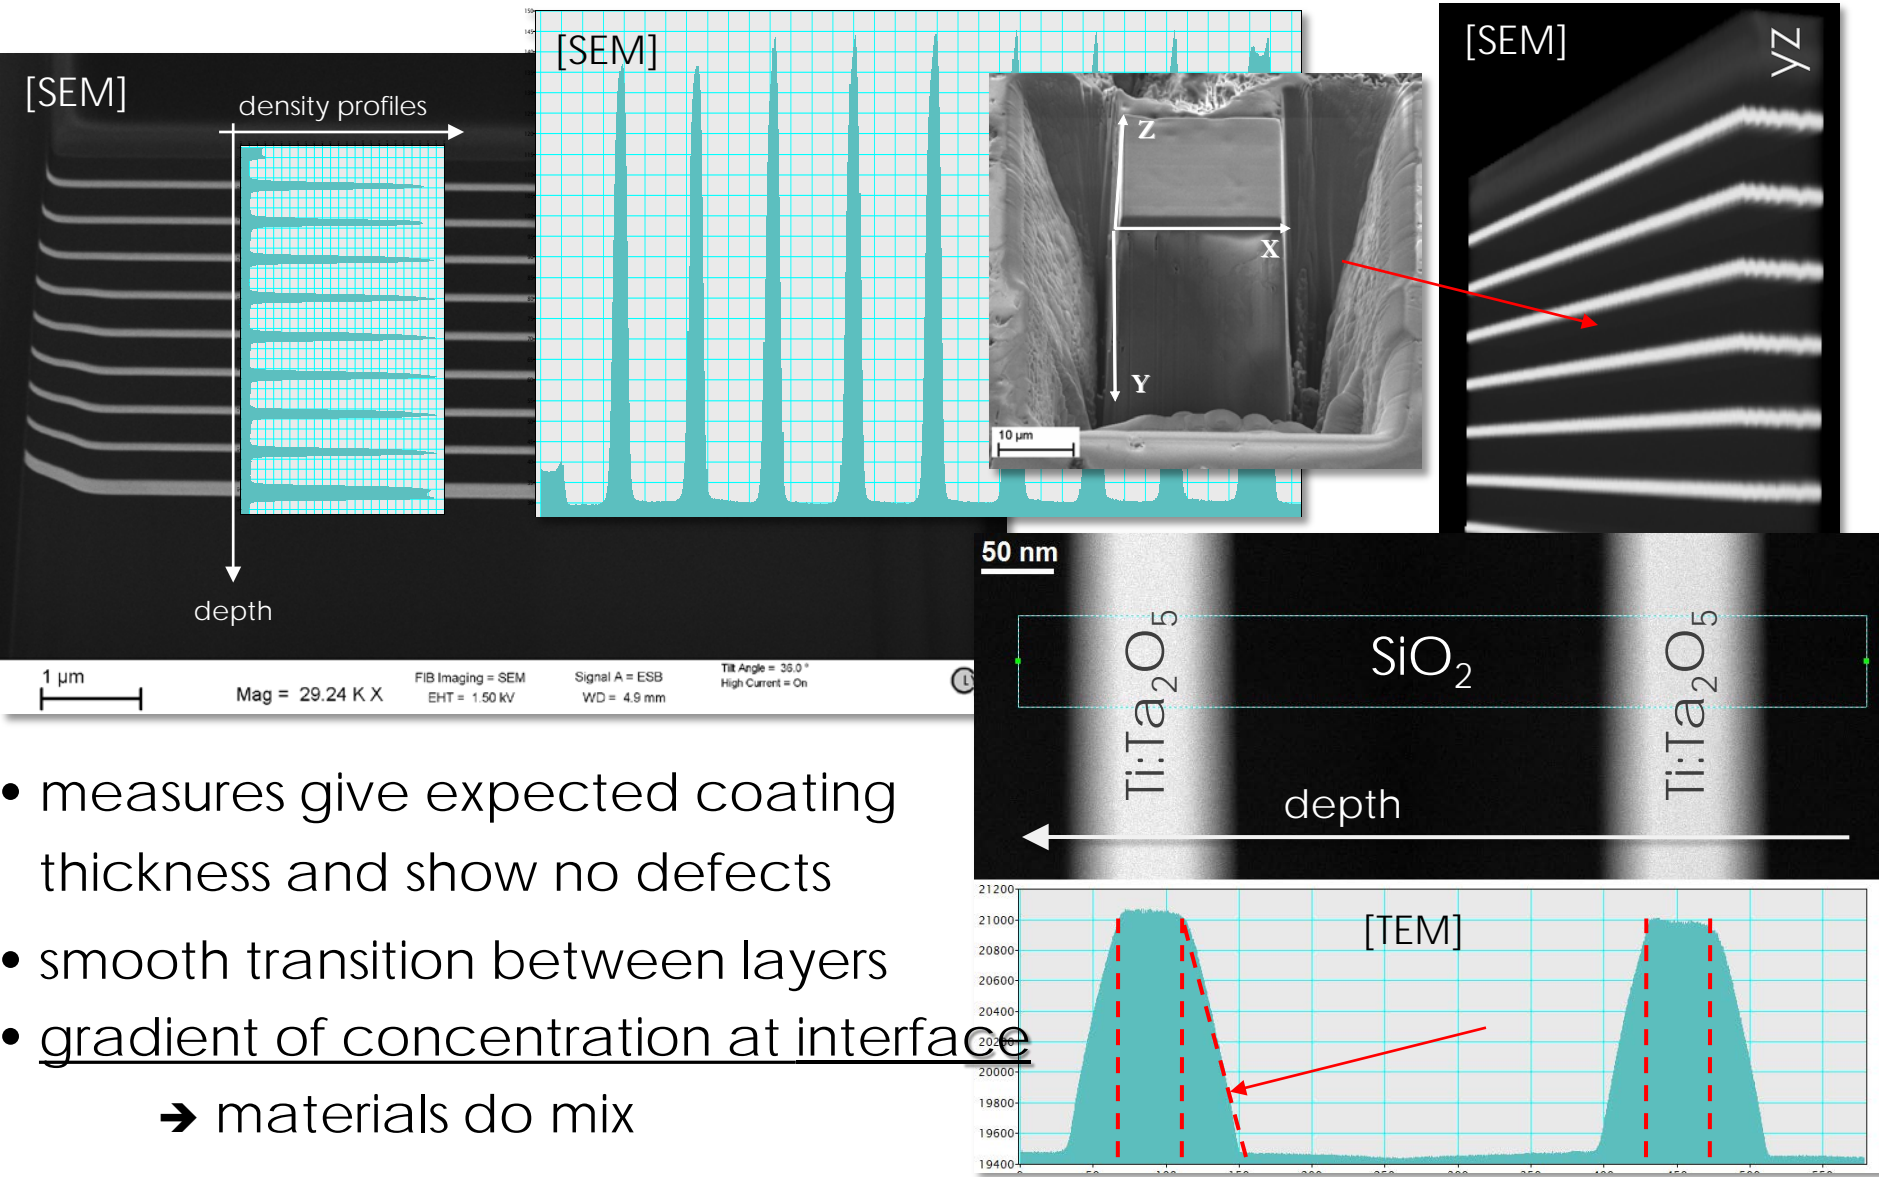 [SEM]
density profiles
depth
1 µm
Mag = 29.24 K X
FIB Imaging = SEM
EHT = 1.50 kV
Signal A = ESB
WD = 4.9 mm
Tilt Angle = 36.0 °
High Current = On
[SEM]
Z
X
Y
10 µm
[SEM]
yz
50 nm
Ti:Ta2O5
SiO2
Ti:Ta2O5
depth
[TEM]
21200
21000
20800
20600
20400
20200
20000
19800
19600
19400
• measures give expected coating
thickness and show no defects
• smooth transition between layers
• gradient of concentration at interface
➔ materials do mix